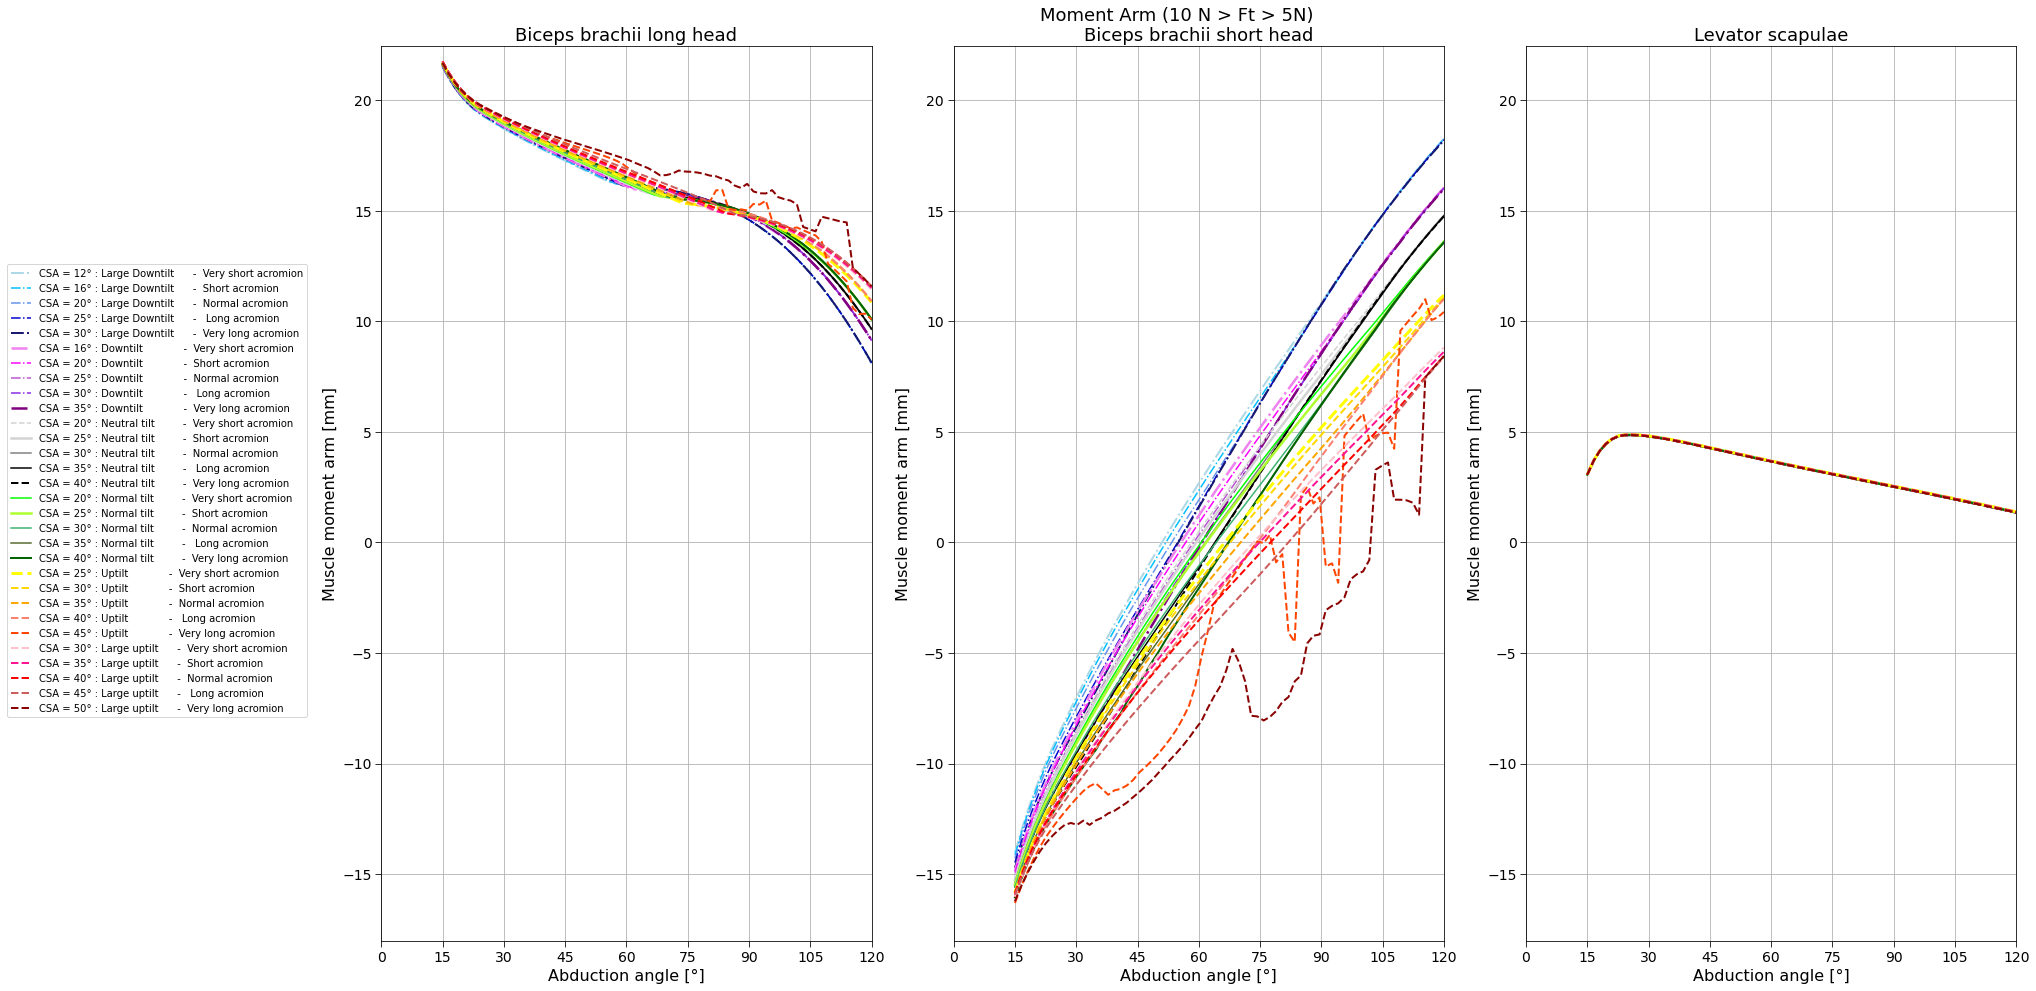 Moment Arm (10 N > Ft > 5N)
Biceps brachii long head
Biceps brachii short head
Levator scapulae
CSA = 12° : Large Downtilt - Very short acromion
CSA = 16° : Large Downtilt - Short acromion
CSA = 20° : Large Downtilt - Normal acromion
CSA = 25° : Large Downtilt - Long acromion
CSA = 30° : Large Downtilt - Very long acromion
CSA = 16° : Downtilt - Very short acromion
CSA = 20° : Downtilt - Short acromion
CSA = 25° : Downtilt - Normal acromion
CSA = 30° : Downtilt - Long acromion
CSA = 35° : Downtilt - Very long acromion
CSA = 20° : Neutral tilt - Very short acromion
CSA = 25° : Neutral tilt - Short acromion
CSA = 30° : Neutral tilt - Normal acromion
CSA = 35° : Neutral tilt - Long acromion
CSA = 40° : Neutral tilt - Very long acromion
CSA = 20° : Normal tilt - Very short acromion
CSA = 25° : Normal tilt - Short acromion
CSA = 30° : Normal tilt - Normal acromion
CSA = 35° : Normal tilt - Long acromion
CSA = 40° : Normal tilt - Very long acromion
CSA = 25° : Uptilt - Very short acromion
CSA = 30° : Uptilt - Short acromion
CSA = 35° : Uptilt - Normal acromion
CSA = 40° : Uptilt - Long acromion
CSA = 45° : Uptilt - Very long acromion
CSA = 30° : Large uptilt - Very short acromion
CSA = 35° : Large uptilt - Short acromion
CSA = 40° : Large uptilt - Normal acromion
CSA = 45° : Large uptilt - Long acromion
CSA = 50° : Large uptilt - Very long acromion
Muscle moment arm [mm]
20
15
10
5
0
−5
−10
−15
0 15 30 45 60 75 90 105 120
Abduction angle [°]
Muscle moment arm [mm]
20
15
10
5
0
−5
−10
−15
0 15 30 45 60 75 90 105 120
Abduction angle [°]
Muscle moment arm [mm]
20
15
10
5
0
−5
−10
−15
0 15 30 45 60 75 90 105 120
Abduction angle [°]